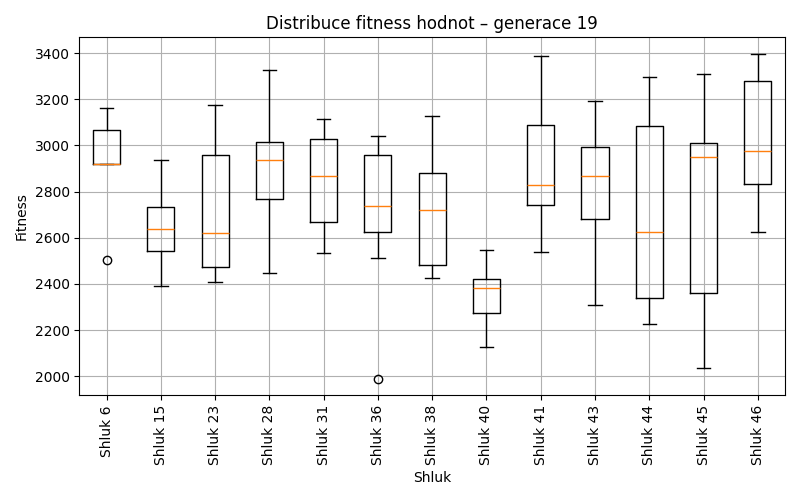 Distribuce fitness hodnot – generace 19
Fitness
3400
3200
3000
2800
2600
2400
2200
2000
Shluk 6
Shluk 15
Shluk 23
Shluk 28
Shluk 31
Shluk 36
Shluk 38
Shluk 40
Shluk 41
Shluk 43
Shluk 44
Shluk 45
Shluk 46
Shluk